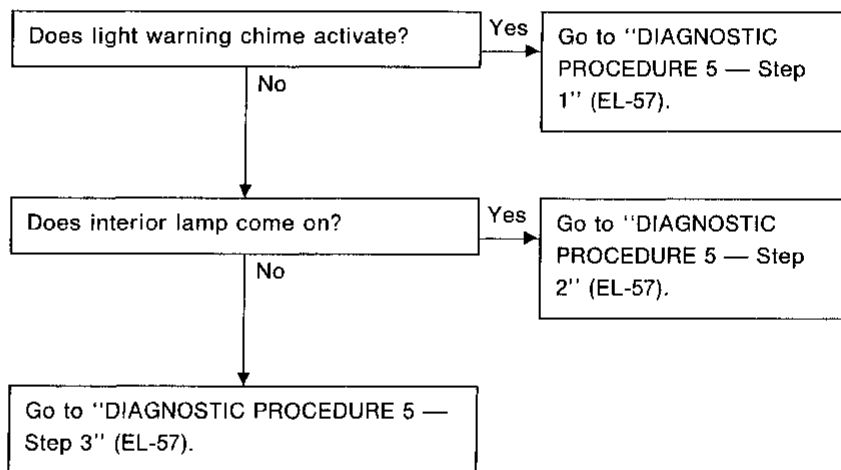 Does light warning chime activate?
Yes
Go to "DIAGNOSTIC
PROCEDURE 5 — Step
1" (EL-57).
No
Does interior lamp come on?
Yes
Go to "DIAGNOSTIC
PROCEDURE 5 — Step
2" (EL-57).
No
Go to "DIAGNOSTIC PROCEDURE 5 —
Step 3" (EL-57).